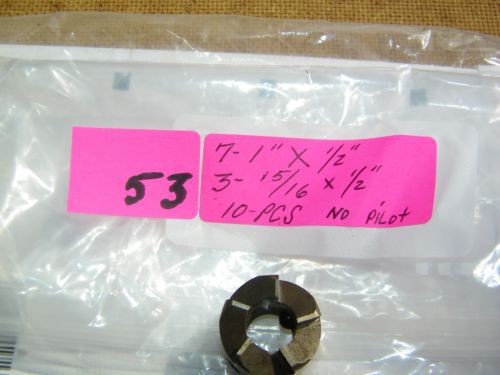 53
7- 1" X 1/2"
3- 15/16 x 1/2"
10-PCS NO PiLot